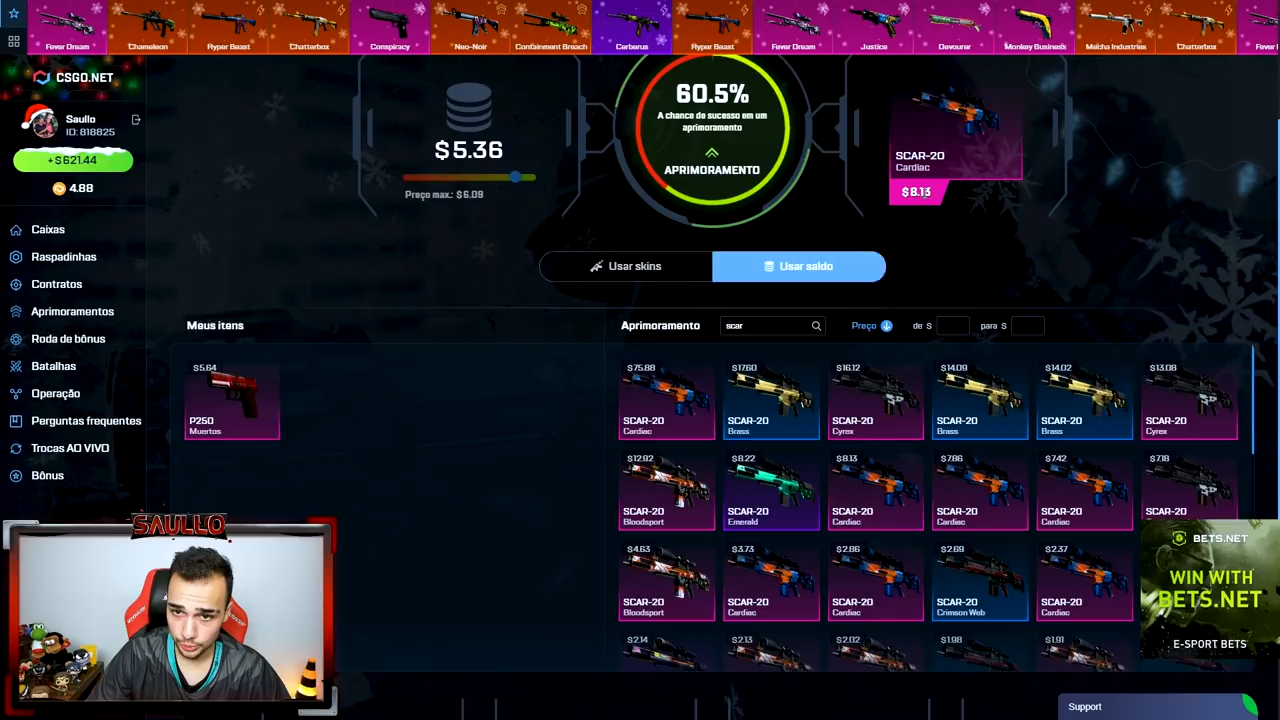 Fever Dream
Chameleon
Hyper Beast
Chatterbox
Conspiracy
Neo-Noir
Containment Breach
Cerberus
Hyper Beast
Fever Dream
Justice
Devourer
Monkey Business
Mecha Industries
Chatterbox
Fever
CSGO.NET
Saullo
ID: 818825
+$621.44
4.88
Caixas
Raspadinhas
Contratos
Aprimoramentos
Roda de bônus
Batalhas
Operação
Perguntas frequentes
Trocas AO VIVO
Bônus
$5.36
Preço max.: $6.09
60.5%
A chance de sucesso em um
aprimoramento
APRIMORAMENTO
SCAR-20
Cardiac
$8.13
Usar skins
Usar saldo
Meus itens
$5.64
P250
Muertos
Aprimoramento
scar
Preço
de $
para $
$75.88
SCAR-20
Cardiac
$17.60
SCAR-20
Brass
$16.12
SCAR-20
Cyrex
$14.09
SCAR-20
Brass
$14.02
SCAR-20
Brass
$13.08
SCAR-20
Cyrex
$12.92
SCAR-20
Bloodsport
$8.22
SCAR-20
Emerald
$8.13
SCAR-20
Cardiac
$7.86
SCAR-20
Cardiac
$7.42
SCAR-20
Cardiac
$7.18
SCAR-20
$4.63
SCAR-20
Bloodsport
$3.73
SCAR-20
Cardiac
$2.86
SCAR-20
Cardiac
$2.69
SCAR-20
Crimson Web
$2.37
SCAR-20
Cardiac
$2.14
$2.13
$2.02
$1.98
$1.91
SAULLO
BETS.NET
WIN WITH
BETS.NET
E-SPORT BETS
Support